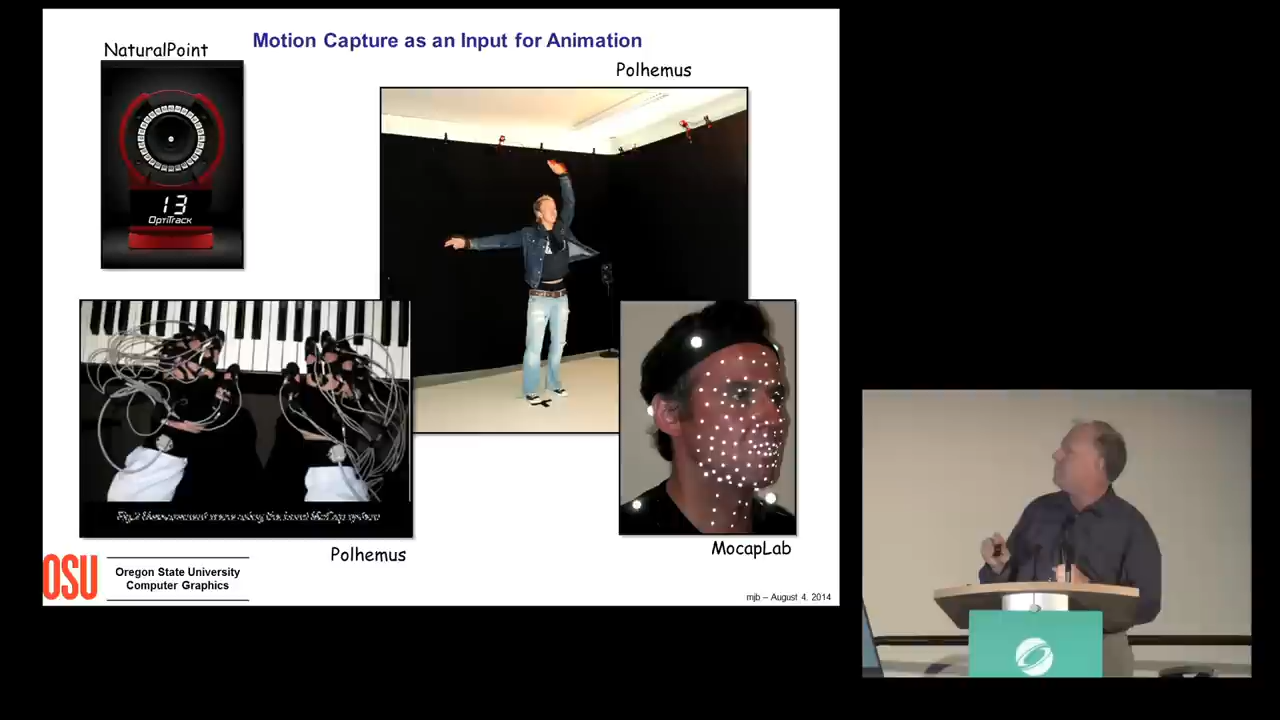 Motion Capture as an Input for Animation
NaturalPoint
Polhemus
13
OptiTrack
Polhemus
MocapLab
OSU
Oregon State University
Computer Graphics
mjb – August 4, 2014